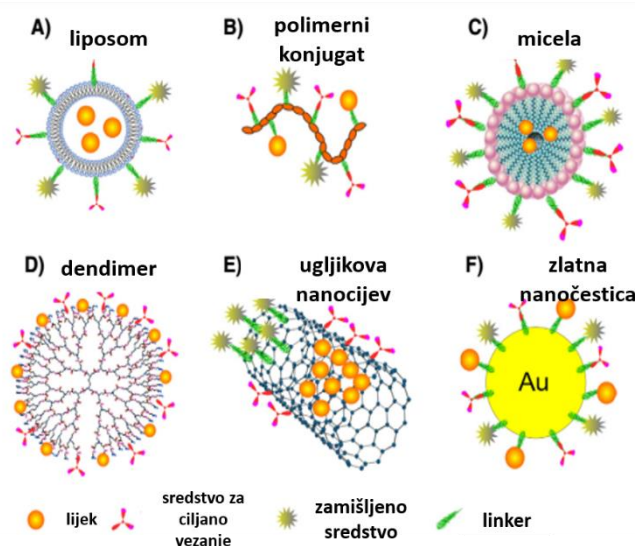 A) liposom
B) polimerni
konjugat
C) micela
D) dendimer
E) ugljikova
nanocijev
F) zlatna
nanočestica
Au
lijek
sredstvo za
ciljano
vezanje
zamišljeno
sredstvo
linker